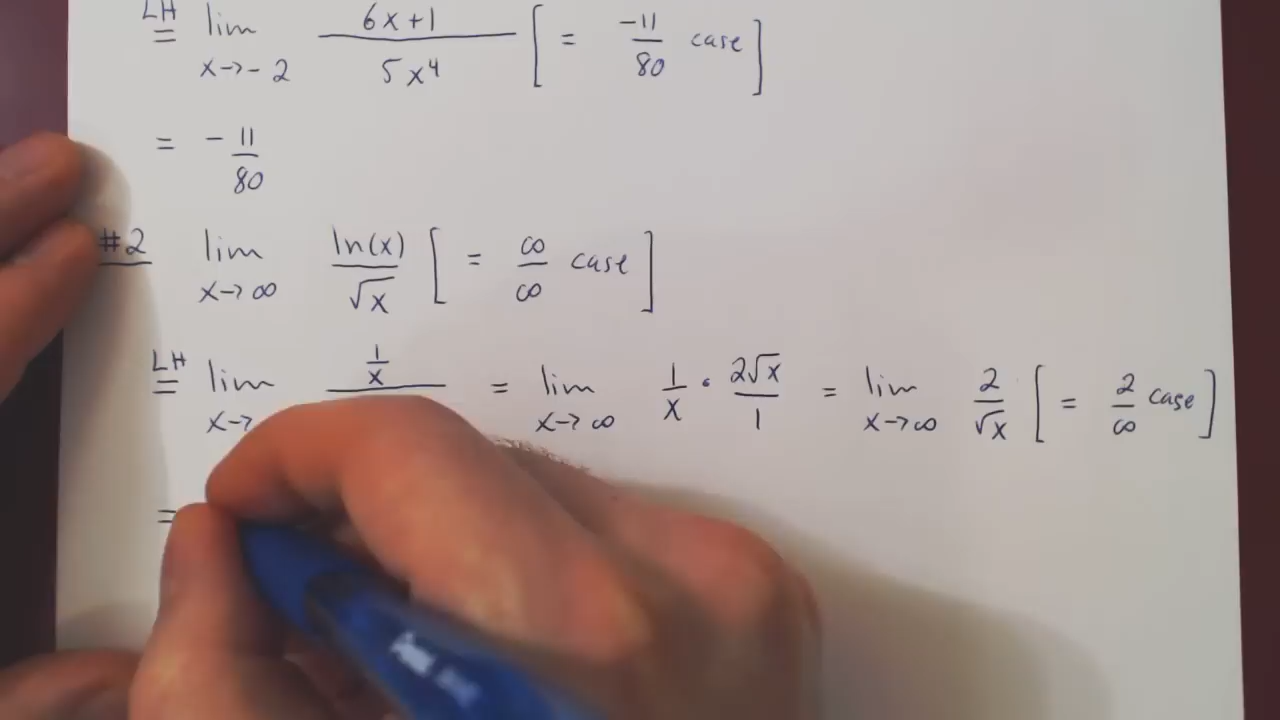 LH = lim x→-2 6x+1 / 5x⁴ [ = -11/80 case ]
= - 11/80
#2 lim x→∞ ln(x) / √x [ = ∞/∞ case ]
LH = lim x→ 1/x = lim x→∞ 1/x · 2√x/1 = lim x→∞ 2/√x [ = 2/∞ case ]
=